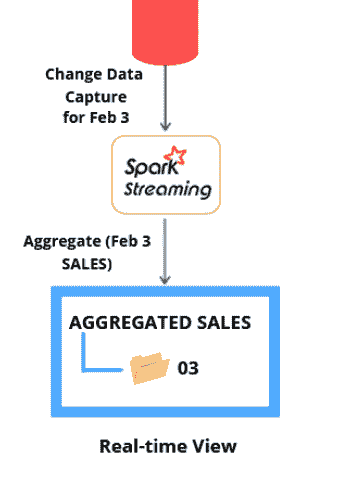 Change Data
Capture
for Feb 3
Spark
Streaming
Aggregate (Feb 3
SALES)
AGGREGATED SALES
03
Real-time View